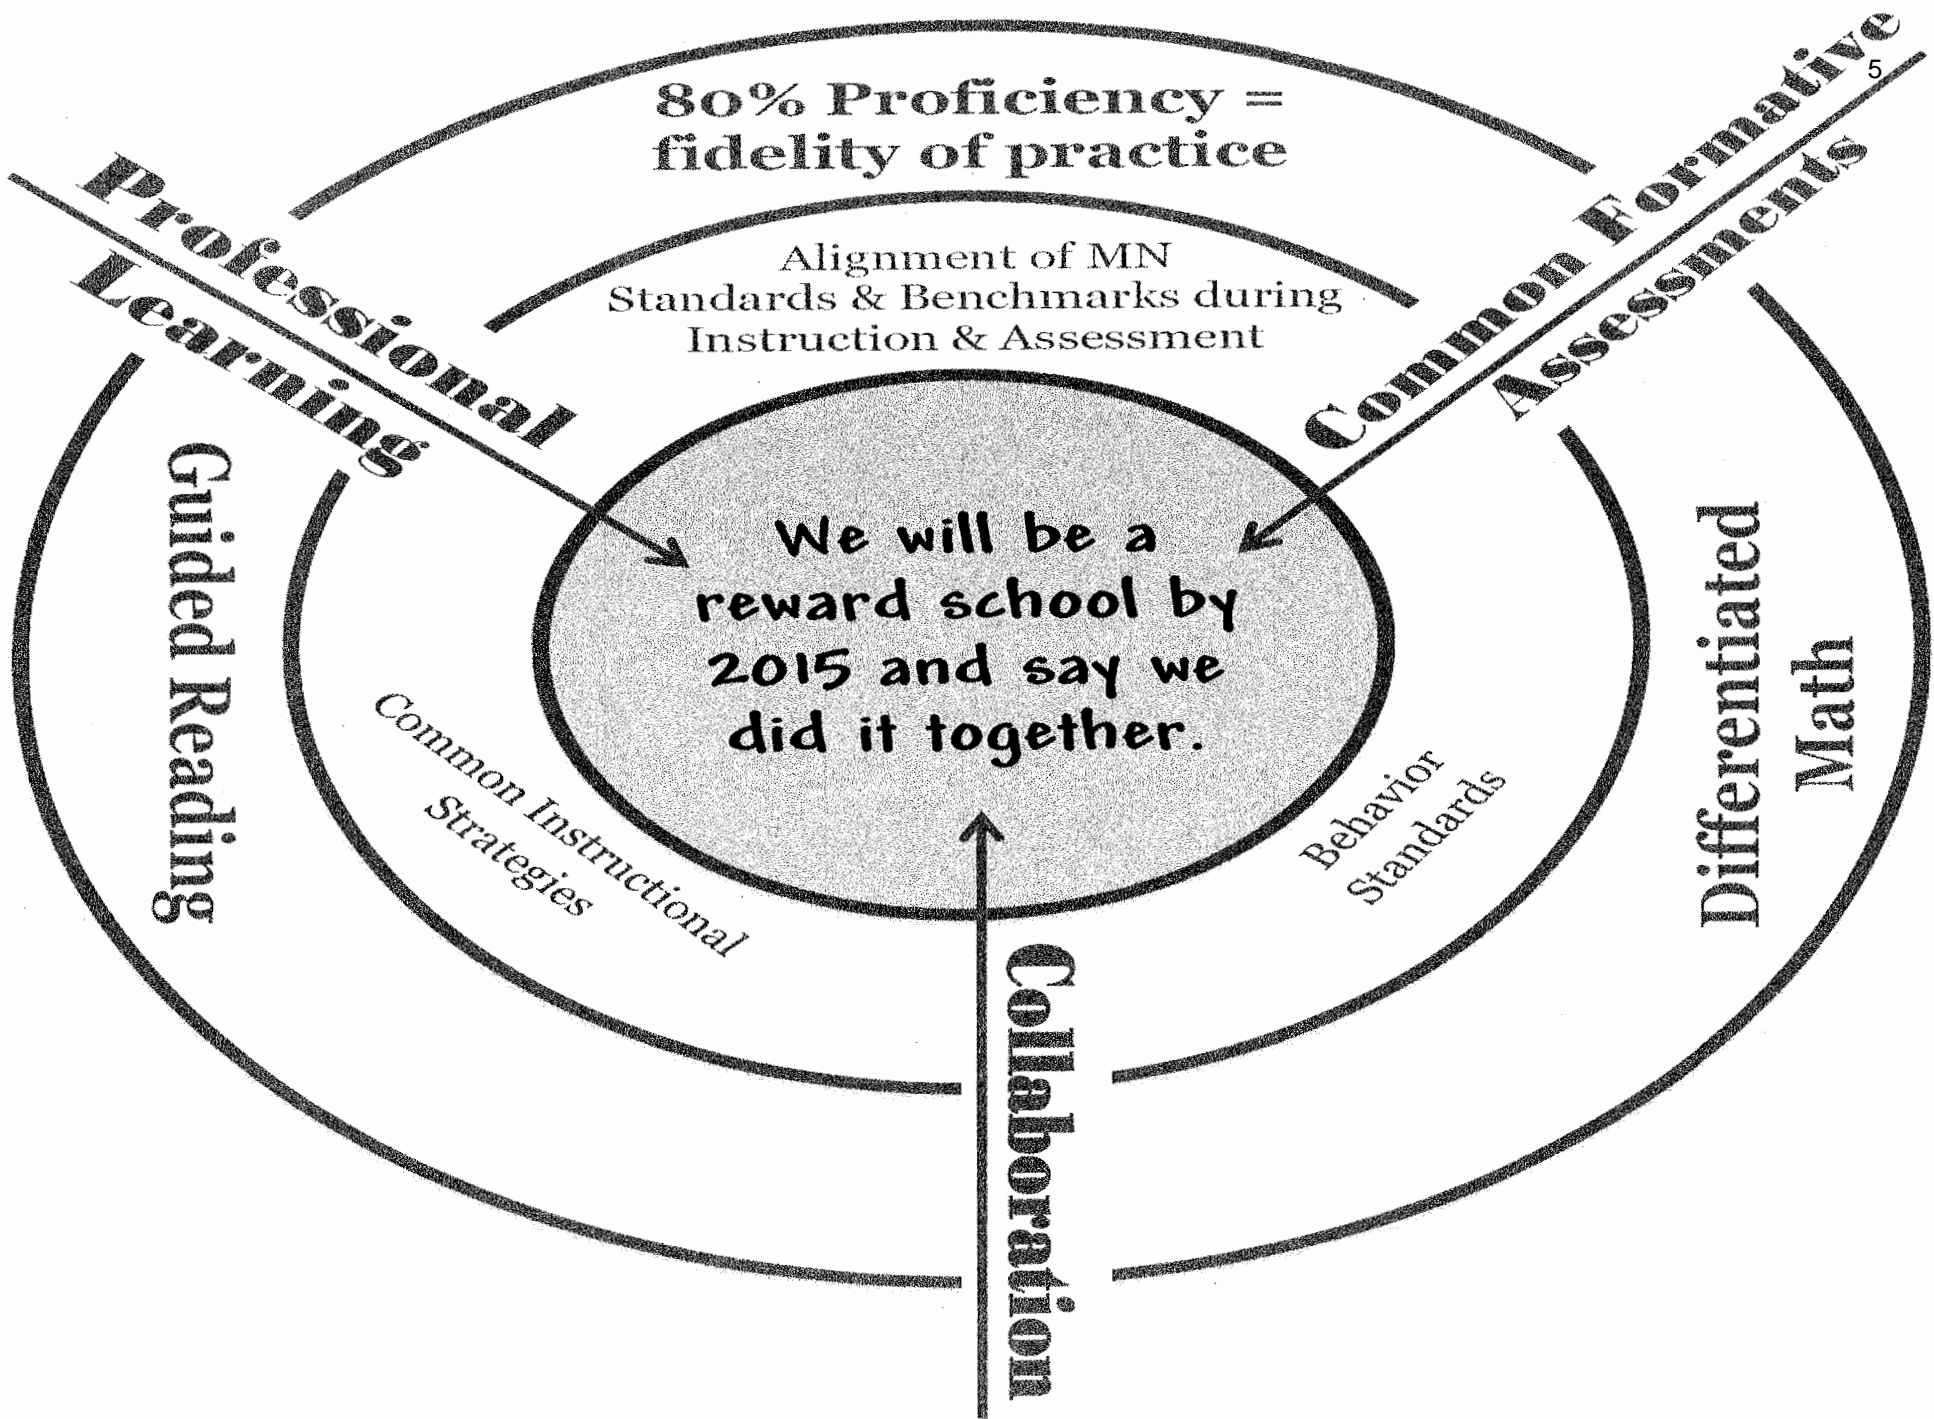 5
80% Proficiency =
fidelity of practice
Alignment of MN
Standards & Benchmarks during
Instruction & Assessment
Professional
Learning
Common Formative
Assessments
Guided Reading
Common Instructional
Strategies
We will be a
reward school by
2015 and say we
did it together.
Behavior
Standards
Differentiated
Math
Collaboration